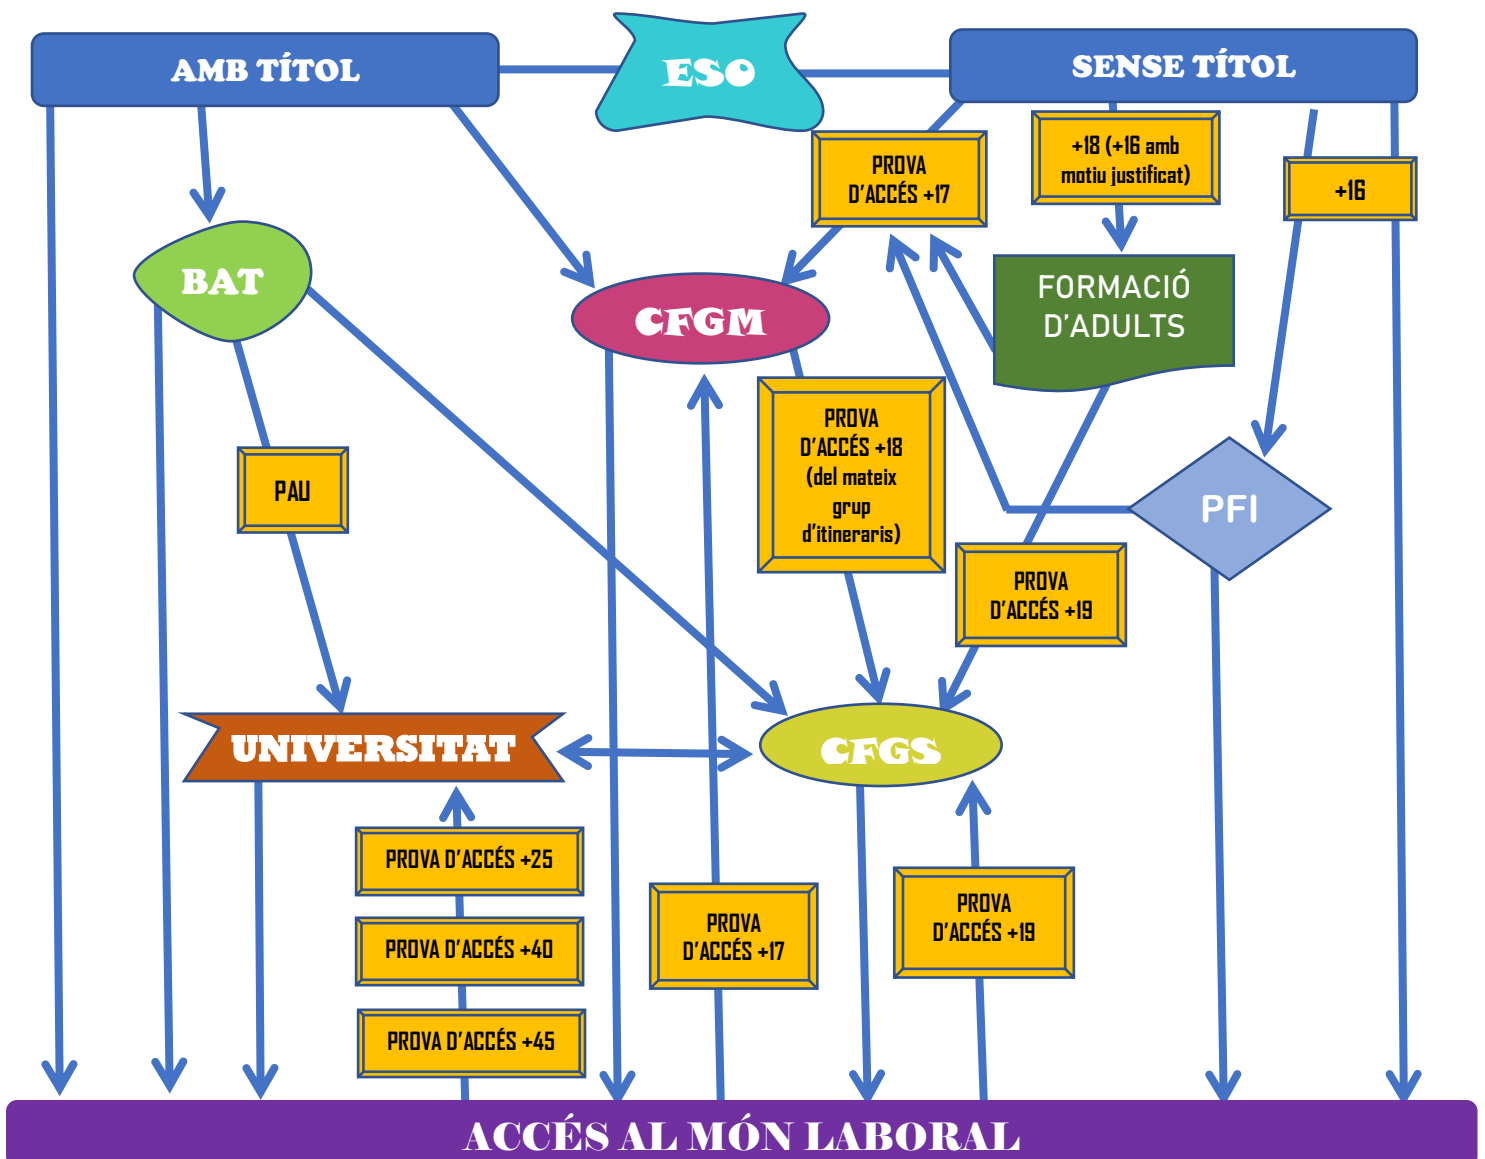 AMB TÍTOL
ESO
SENSE TÍTOL
PROVA
D'ACCÉS +17
+18 (+16 amb
motiu justificat)
+16
BAT
CFGM
FORMACIÓ
D'ADULTS
PROVA
D'ACCÉS +18
(del mateix
grup
d'itineraris)
PAU
PFI
PROVA
D'ACCÉS +19
UNIVERSITAT
CFGS
PROVA D'ACCÉS +25
PROVA D'ACCÉS +40
PROVA D'ACCÉS +45
PROVA
D'ACCÉS +17
PROVA
D'ACCÉS +19
ACCÉS AL MÓN LABORAL